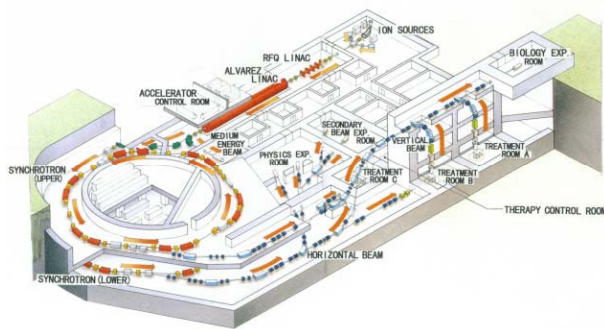 ION SOURCES
RFQ LINAC
ALVAREZ
LINAC
BIOLOGY EXP.
ROOM
ACCELERATOR
CONTROL ROOM
MEDIUM
ENERGY
BEAM
SECONDARY
BEAM EXP.
ROOM
VERTICAL
BEAM
TREATMENT
ROOM A
PHYSICS EXP.
ROOM
SYNCHROTRON
(UPPER)
TREATMENT
ROOM C
TREATMENT
ROOM B
THERAPY CONTROL ROOM
HORIZONTAL BEAM
SYNCHROTRON(LOWER)